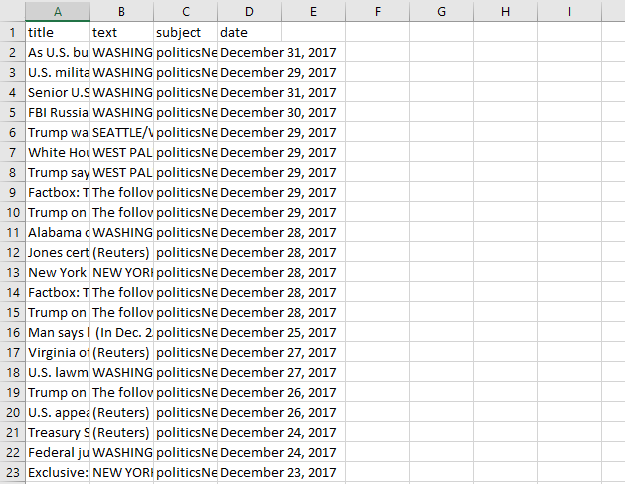 A B C D E F G H I
1 title text subject date
2 As U.S. bu WASHING politicsNe December 31, 2017
3 U.S. milita WASHING politicsNe December 29, 2017
4 Senior U.S WASHING politicsNe December 31, 2017
5 FBI Russia WASHING politicsNe December 30, 2017
6 Trump wa SEATTLE/V politicsNe December 29, 2017
7 White Hou WEST PAL politicsNe December 29, 2017
8 Trump say WEST PAL politicsNe December 29, 2017
9 Factbox: T The follow politicsNe December 29, 2017
10 Trump on The follow politicsNe December 29, 2017
11 Alabama o WASHING politicsNe December 28, 2017
12 Jones cert (Reuters) politicsNe December 28, 2017
13 New York NEW YORK politicsNe December 28, 2017
14 Factbox: T The follow politicsNe December 28, 2017
15 Trump on The follow politicsNe December 28, 2017
16 Man says (In Dec. 2 politicsNe December 25, 2017
17 Virginia of (Reuters) politicsNe December 27, 2017
18 U.S. lawm WASHING politicsNe December 27, 2017
19 Trump on The follow politicsNe December 26, 2017
20 U.S. appea (Reuters) politicsNe December 26, 2017
21 Treasury S (Reuters) politicsNe December 24, 2017
22 Federal ju WASHING politicsNe December 24, 2017
23 Exclusive: NEW YORK politicsNe December 23, 2017